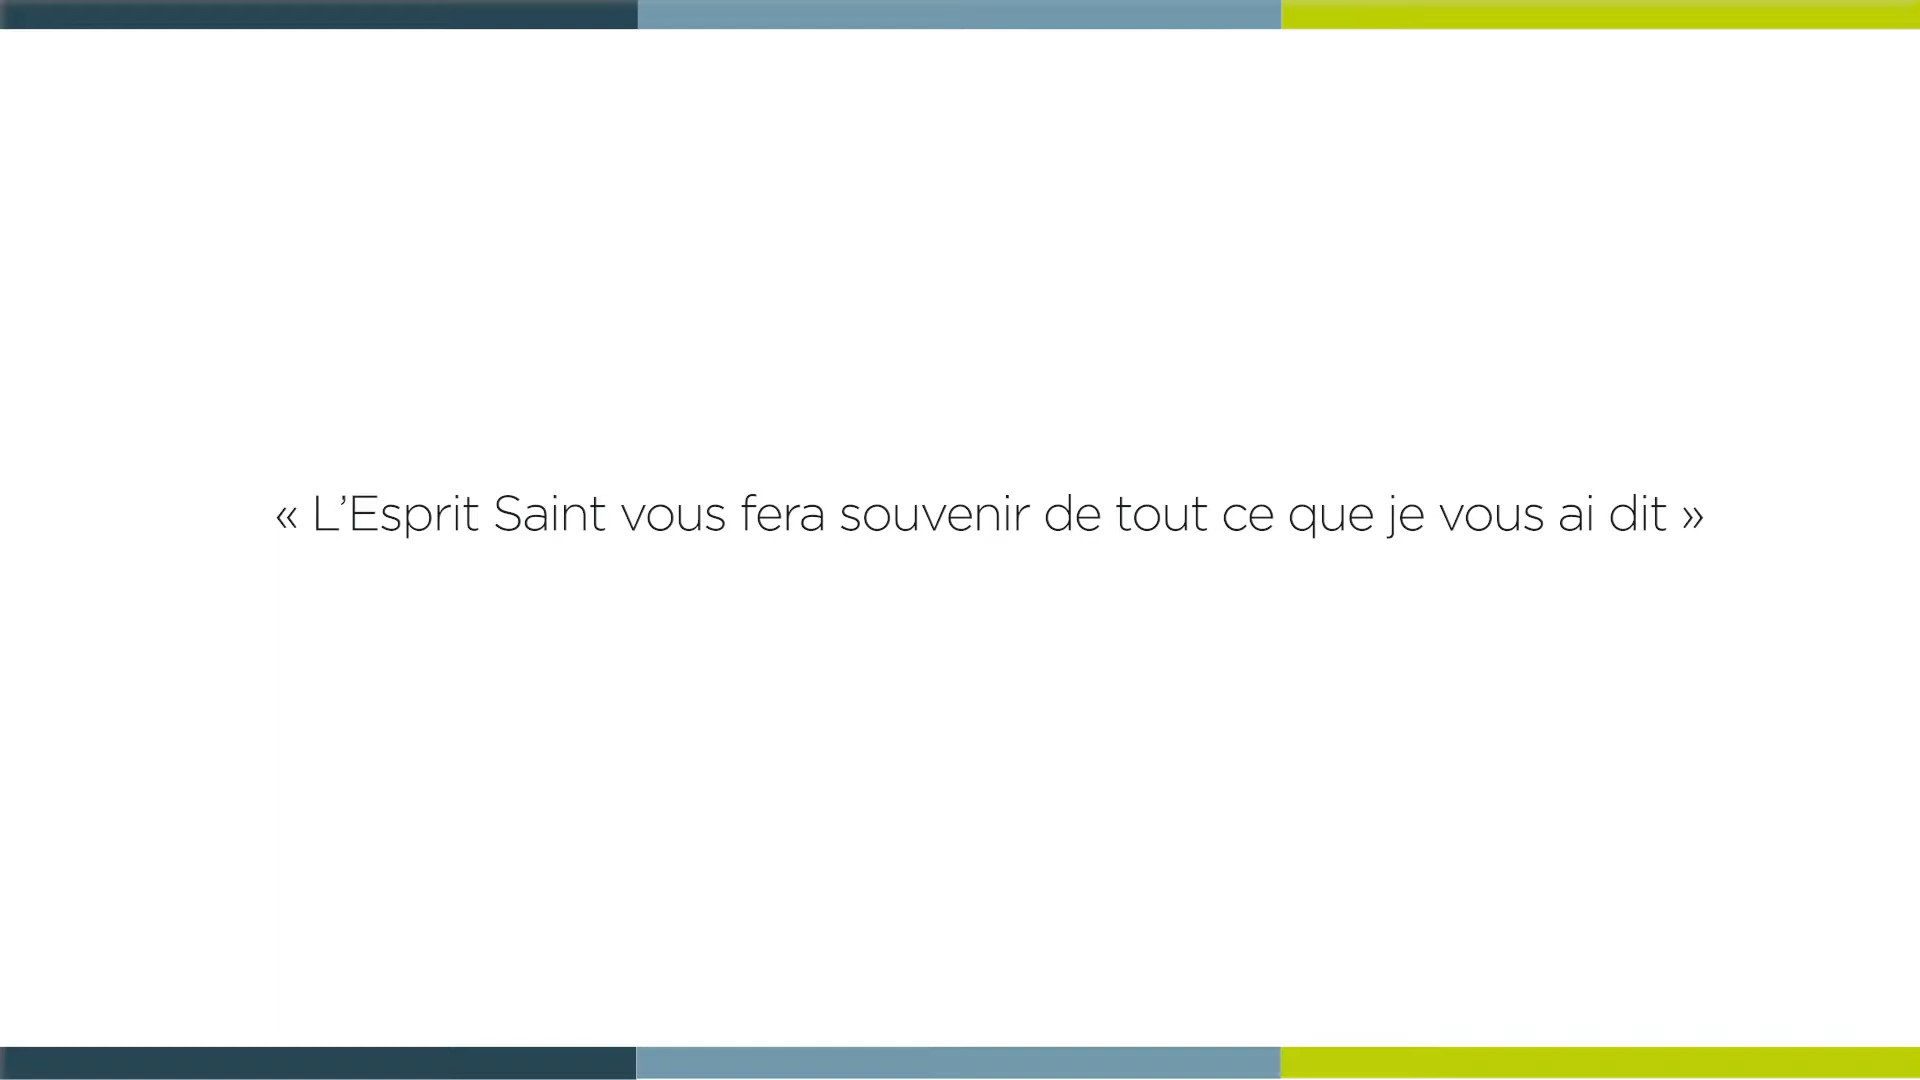 « L’Esprit Saint vous fera souvenir de tout ce que je vous ai dit »